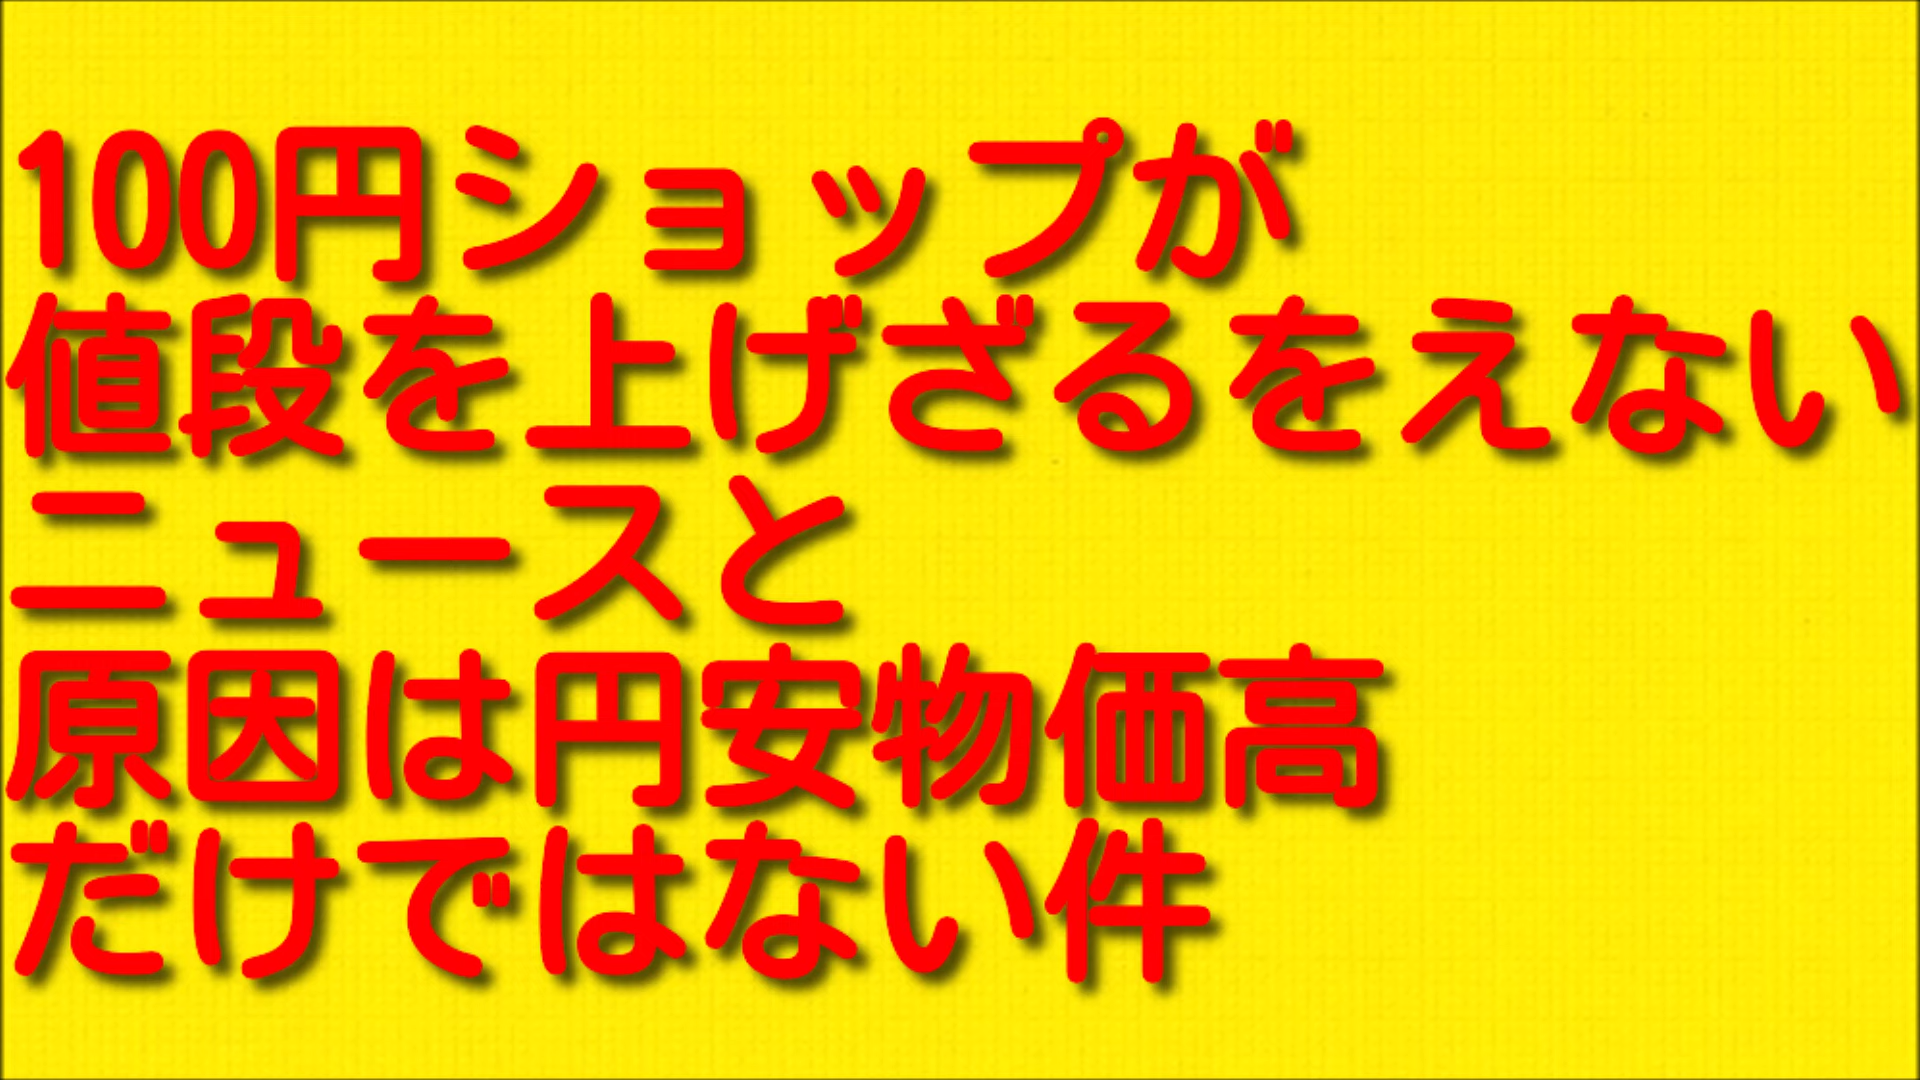 100円ショップが
値段を上げざるをえない
ニュースと
原因は円安物価高
だけではない件